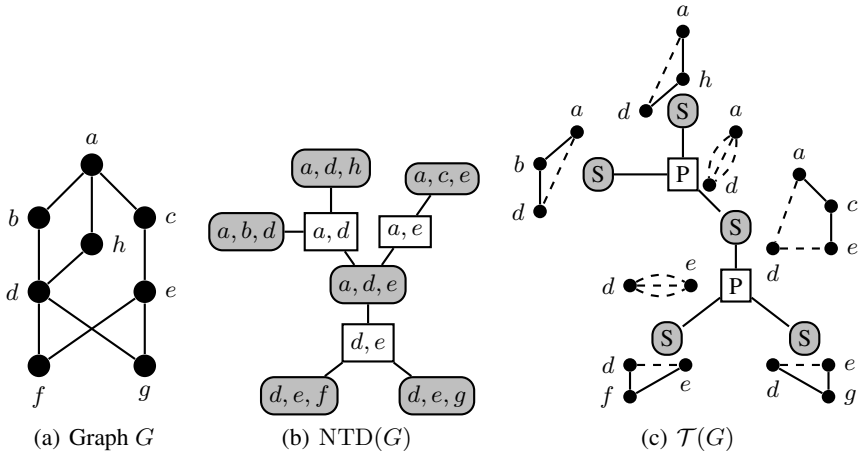 a
b
c
h
d
e
f
g
(a) Graph G
a, d, h
a, c, e
a, b, d
a, d
a, e
a, d, e
d, e
d, e, f
d, e, g
(b) NTD(G)
a
h
d
S
a
b
d
S
P
a
d
S
a
c
d
e
d
e
P
S
S
d
e
f
e
d
g
(c) 𝒯(G)